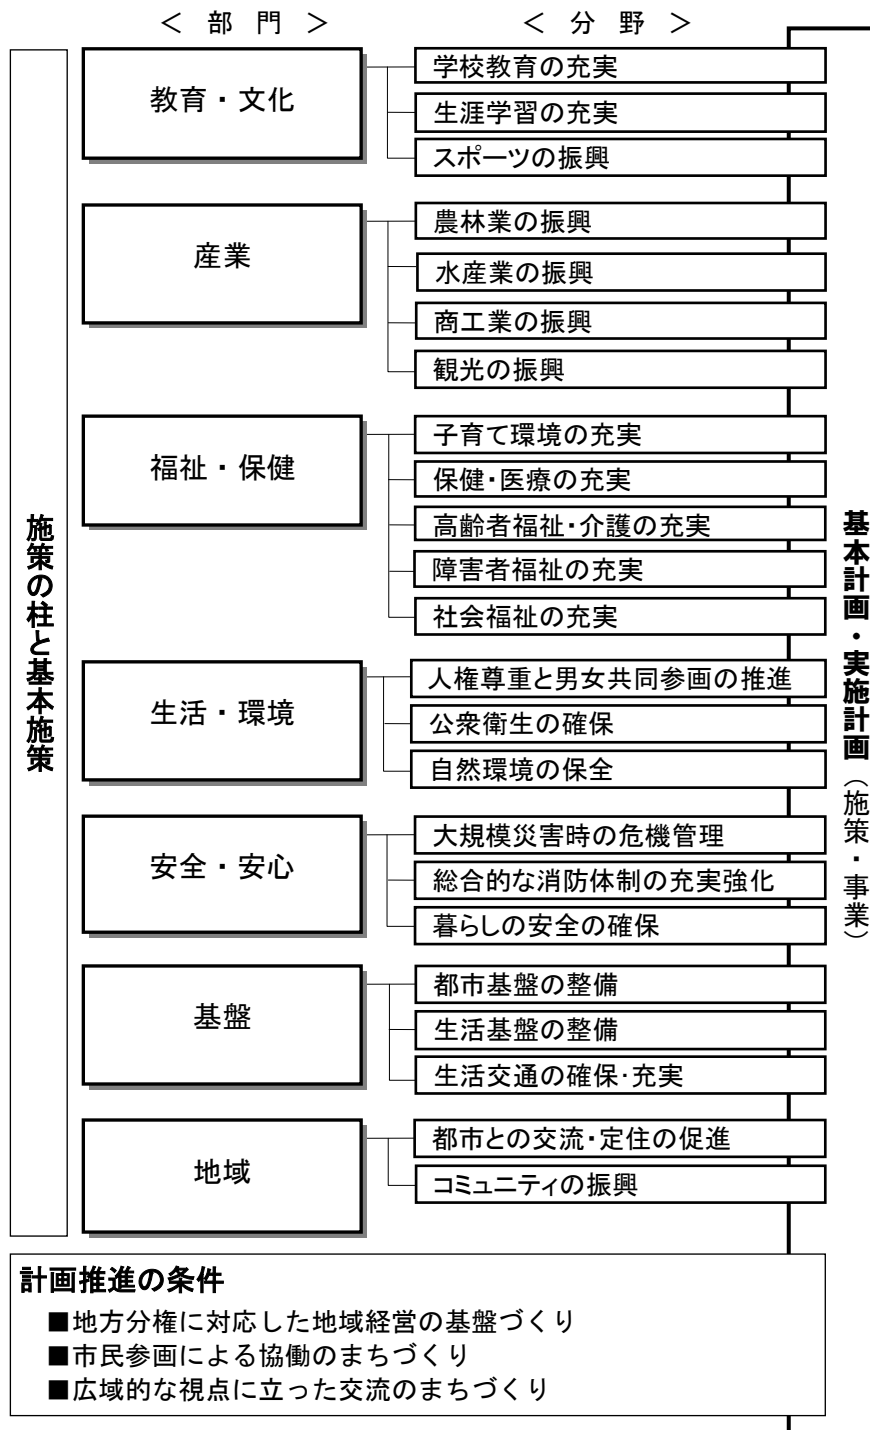 ＜ 部 門 ＞
＜ 分 野 ＞
施策の柱と基本施策
教育・文化
学校教育の充実
生涯学習の充実
スポーツの振興
産業
農林業の振興
水産業の振興
商工業の振興
観光の振興
福祉・保健
子育て環境の充実
保健・医療の充実
高齢者福祉・介護の充実
障害者福祉の充実
社会福祉の充実
生活・環境
人権尊重と男女共同参画の推進
公衆衛生の確保
自然環境の保全
安全・安心
大規模災害時の危機管理
総合的な消防体制の充実強化
暮らしの安全の確保
基盤
都市基盤の整備
生活基盤の整備
生活交通の確保・充実
地域
都市との交流・定住の促進
コミュニティの振興
基本計画・実施計画（施策・事業）
計画推進の条件
■地方分権に対応した地域経営の基盤づくり
■市民参画による協働のまちづくり
■広域的な視点に立った交流のまちづくり